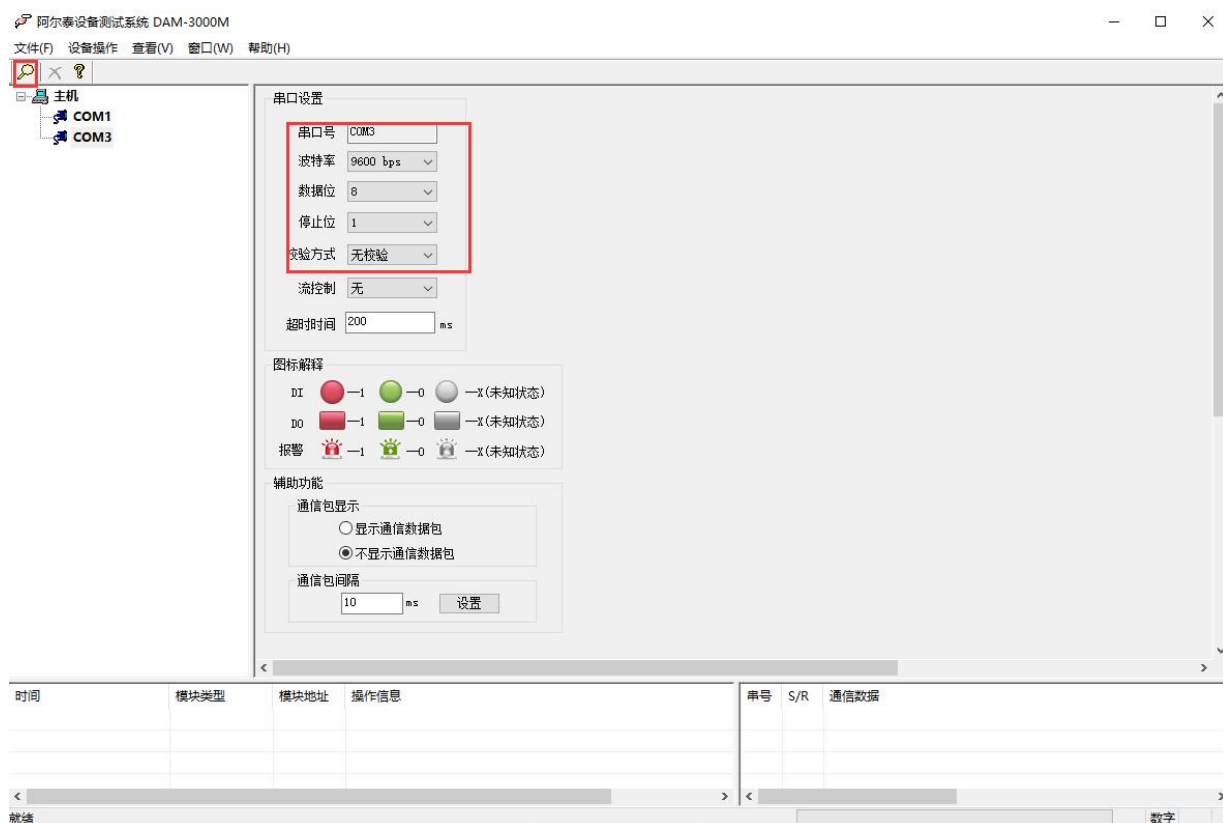 阿尔泰设备测试系统 DAM-3000M
文件(F) 设备操作 查看(V) 窗口(W) 帮助(H)
主机
COM1
COM3
串口设置
串口号 COM3
波特率 9600 bps
数据位 8
停止位 1
校验方式 无校验
流控制 无
超时时间 200 ms
图标解释
DI —1 —0 —X(未知状态)
DO —1 —0 —X(未知状态)
报警 —1 —0 —X(未知状态)
辅助功能
通信包显示
显示通信数据包
不显示通信数据包
通信包间隔
10 ms 设置
时间 模块类型 模块地址 操作信息
串号 S/R 通信数据
就绪 数字